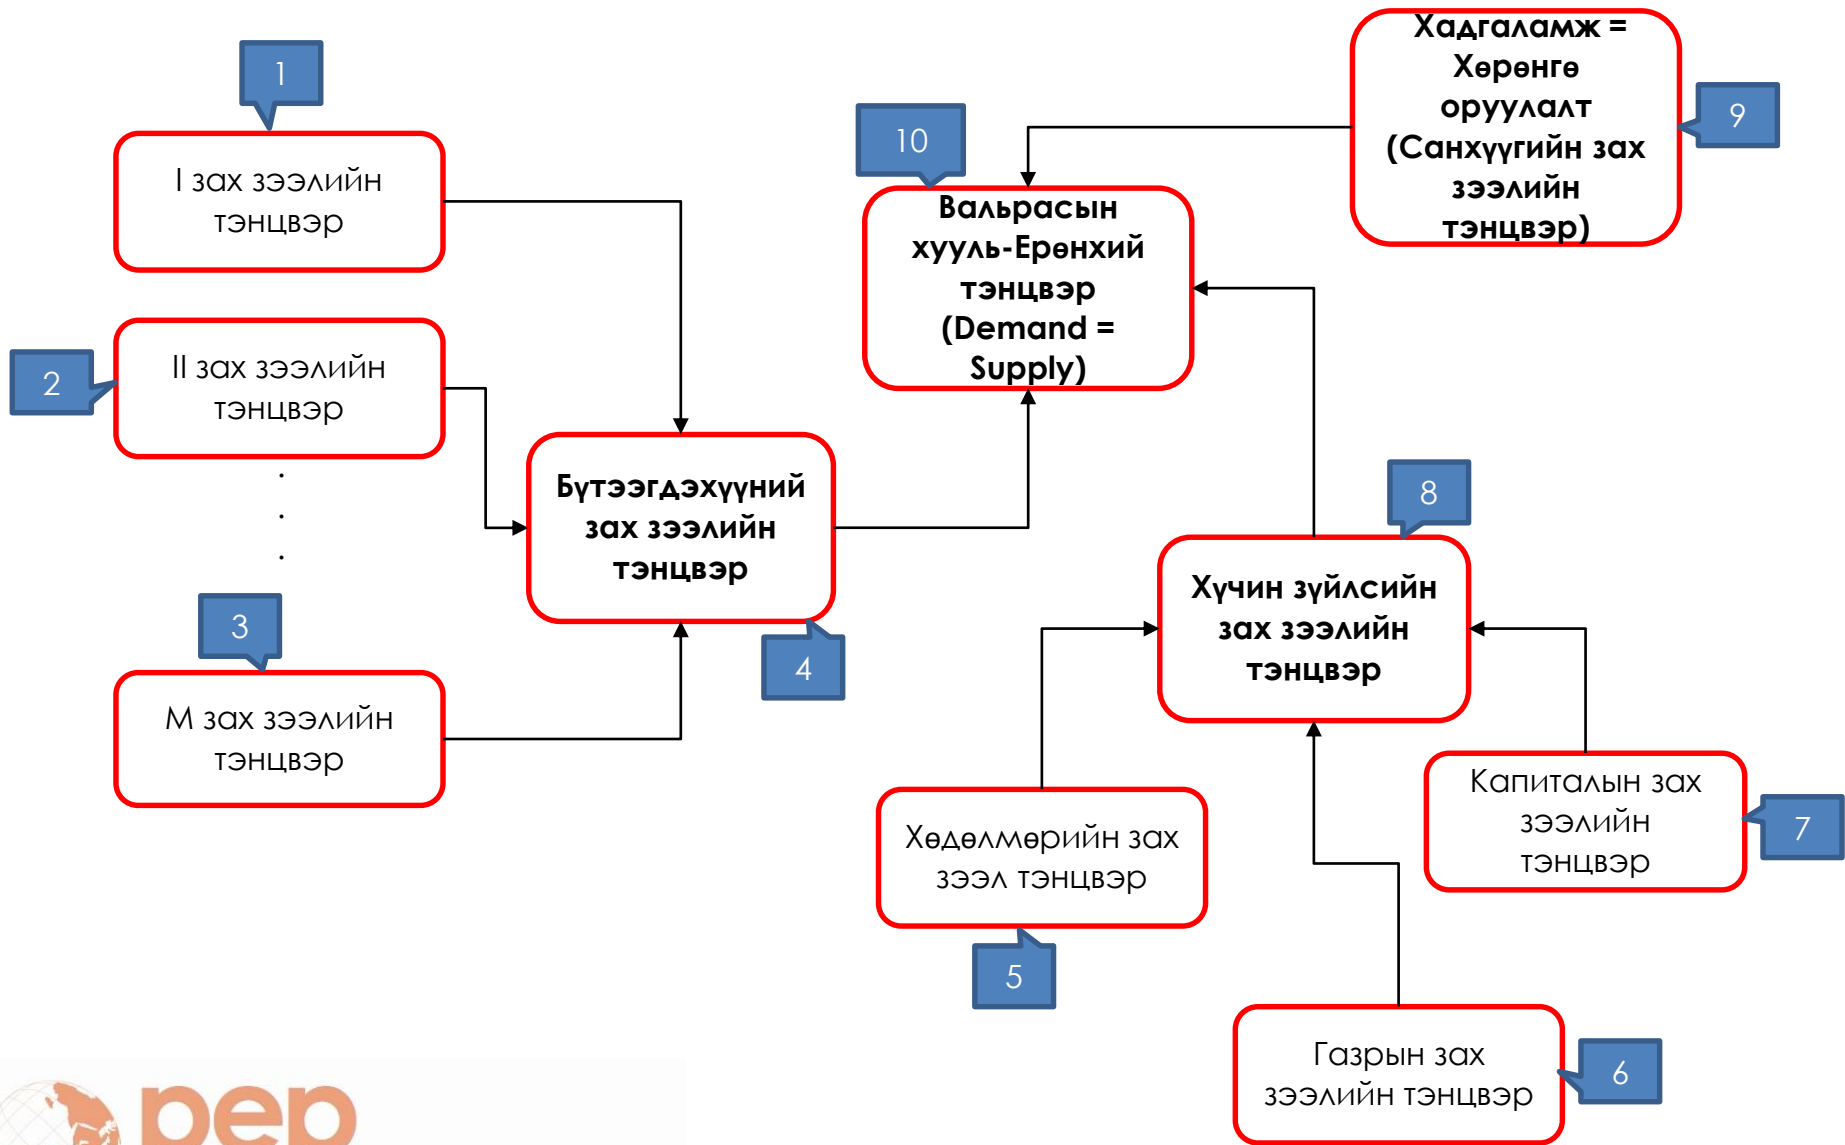 1
I зах зээлийн
тэнцвэр
2
II зах зээлийн
тэнцвэр
.
.
.
3
М зах зээлийн
тэнцвэр
Бүтээгдэхүүний
зах зээлийн
тэнцвэр
4
10
Вальрасын
хууль-Ерөнхий
тэнцвэр
(Demand =
Supply)
Хадгаламж =
Хөрөнгө
оруулалт
(Санхүүгийн зах
зээлийн
тэнцвэр)
9
8
Хүчин зүйлсийн
зах зээлийн
тэнцвэр
Хөдөлмөрийн зах
зээл тэнцвэр
5
Капиталын зах
зээлийн
тэнцвэр
7
Газрын зах
зээлийн тэнцвэр
6
pep